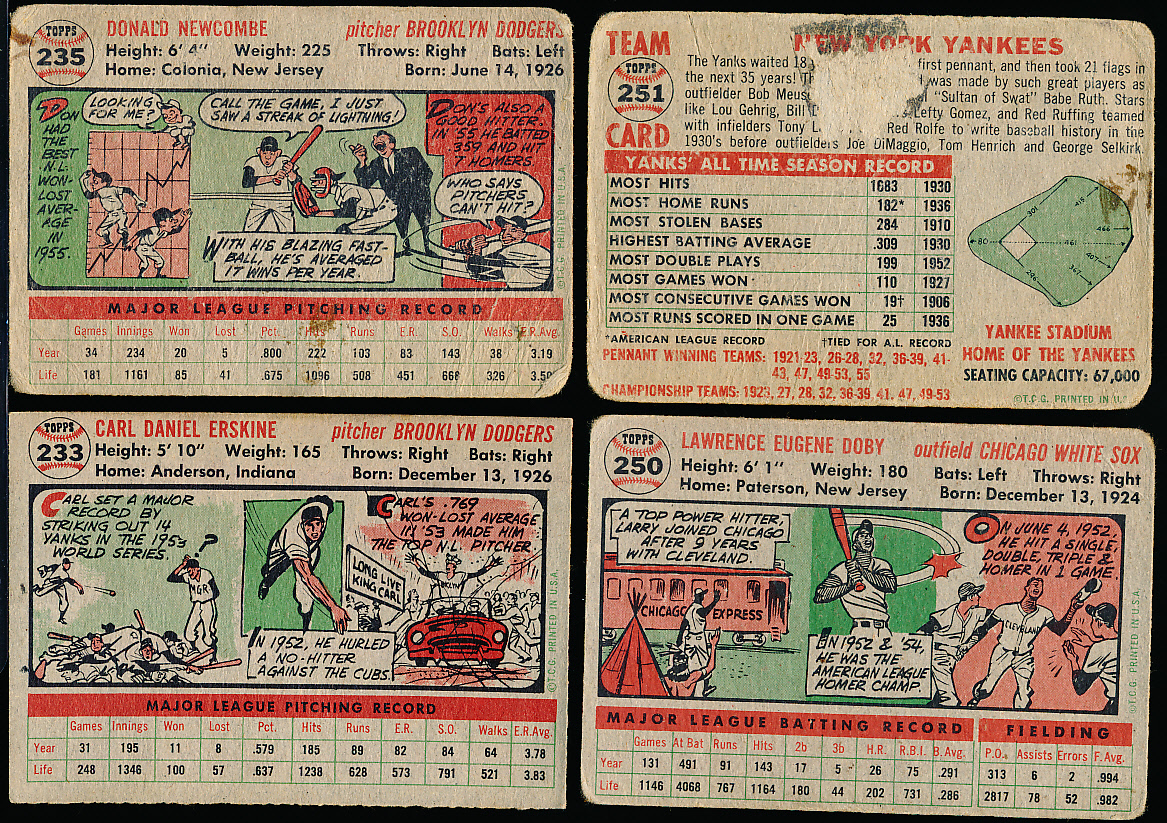 TOPPS
235
DONALD NEWCOMBE pitcher BROOKLYN DODGERS
Height: 6' 4" Weight: 225 Throws: Right Bats: Left
Home: Colonia, New Jersey Born: June 14, 1926
DON HAD THE BEST N.L. WON-LOST AVER-AGE IN 1955.
LOOKING FOR ME?
CALL THE GAME, I JUST
SAW A STREAK OF LIGHTNING!
WITH HIS BLAZING FAST-
BALL, HE'S AVERAGED
17 WINS PER YEAR.
DON'S ALSO A
GOOD HITTER.
IN '55 HE BATTED
.359 AND HIT
7 HOMERS
WHO SAYS
PITCHERS
CAN'T HIT?
©T.C.G. PRINTED IN U.S.A.
MAJOR LEAGUE PITCHING RECORD
Games Innings Won Lost Pct. Hits Runs E.R. S.O. Walks E.R.Avg.
Year 34 234 20 5 .800 222 103 83 143 38 3.19
Life 181 1161 85 41 .675 1096 508 451 666 326 3.50
TEAM
TOPPS
251
CARD
NEW YORK YANKEES
The Yanks waited 18 first pennant, and then took 21 flags in
the next 35 years! was made by such great players as
outfielder Bob "Sultan of Swat" Babe Ruth. Stars
like Lou Gehrig, Lefty Gomez, and Red Ruffing teamed
with infielders Tony Red Rolfe to write baseball history in the
1930's before outfielders Joe DiMaggio, Tom Henrich and George Selkirk.
YANKS' ALL TIME SEASON RECORD
MOST HITS 1683 1930
MOST HOME RUNS 182* 1936
MOST STOLEN BASES 284 1910
HIGHEST BATTING AVERAGE .309 1930
MOST DOUBLE PLAYS 199 1952
MOST GAMES WON 110 1927
MOST CONSECUTIVE GAMES WON 19† 1906
MOST RUNS SCORED IN ONE GAME 25 1936
*AMERICAN LEAGUE RECORD †TIED FOR A.L. RECORD
PENNANT WINNING TEAMS: 1921-23, 26-28, 32, 36-39, 41-
43, 47, 49-53, 55
CHAMPIONSHIP TEAMS: 1923, 27, 28, 32, 36-39, 41, 47, 49-53
301
415
466
80
461
407
367
YANKEE STADIUM
HOME OF THE YANKEES
SEATING CAPACITY: 67,000
©T.C.G. PRINTED IN U.
TOPPS
233
CARL DANIEL ERSKINE pitcher BROOKLYN DODGERS
Height: 5' 10" Weight: 165 Throws: Right Bats: Right
Home: Anderson, Indiana Born: December 13, 1926
CARL SET A MAJOR
RECORD BY
STRIKING OUT 14
YANKS IN THE 1953
WORLD SERIES.
?
MGR
IN 1952, HE HURLED
A NO-HITTER
AGAINST THE CUBS.
CARL'S .769
WON-LOST AVERAGE
IN '53 MADE HIM
THE TOP N.L. PITCHER.
LONG LIVE
KING CARL
BROOKLYN
©T.C.G. PRINTED IN U.S.A.
MAJOR LEAGUE PITCHING RECORD
Games Innings Won Lost Pct. Hits Runs E.R. S.O. Walks E.R.Avg.
Year 31 195 11 8 .579 185 89 82 84 64 3.78
Life 248 1346 100 57 .637 1238 628 573 791 521 3.83
TOPPS
250
LAWRENCE EUGENE DOBY outfield CHICAGO WHITE SOX
Height: 6' 1" Weight: 180 Bats: Left Throws: Right
Home: Paterson, New Jersey Born: December 13, 1924
A TOP POWER HITTER,
LARRY JOINED CHICAGO
AFTER 9 YEARS
WITH CLEVELAND.
CHICAGO EXPRESS
IN 1952 & '54,
HE WAS THE
AMERICAN LEAGUE
HOMER CHAMP.
ON JUNE 4, 1952,
HE HIT A SINGLE,
DOUBLE, TRIPLE &
HOMER IN 1 GAME.
CLEVELAND
©T.C.G. PRINTED IN U.S.A.
MAJOR LEAGUE BATTING RECORD FIELDING
Games At Bat Runs Hits 2b 3b H.R. R.B.I. B.Avg. P.O. Assists Errors F.Avg.
Year 131 491 91 143 17 5 26 75 .291 313 6 2 .994
Life 1146 4068 767 1164 180 44 202 731 .286 2817 78 52 .982